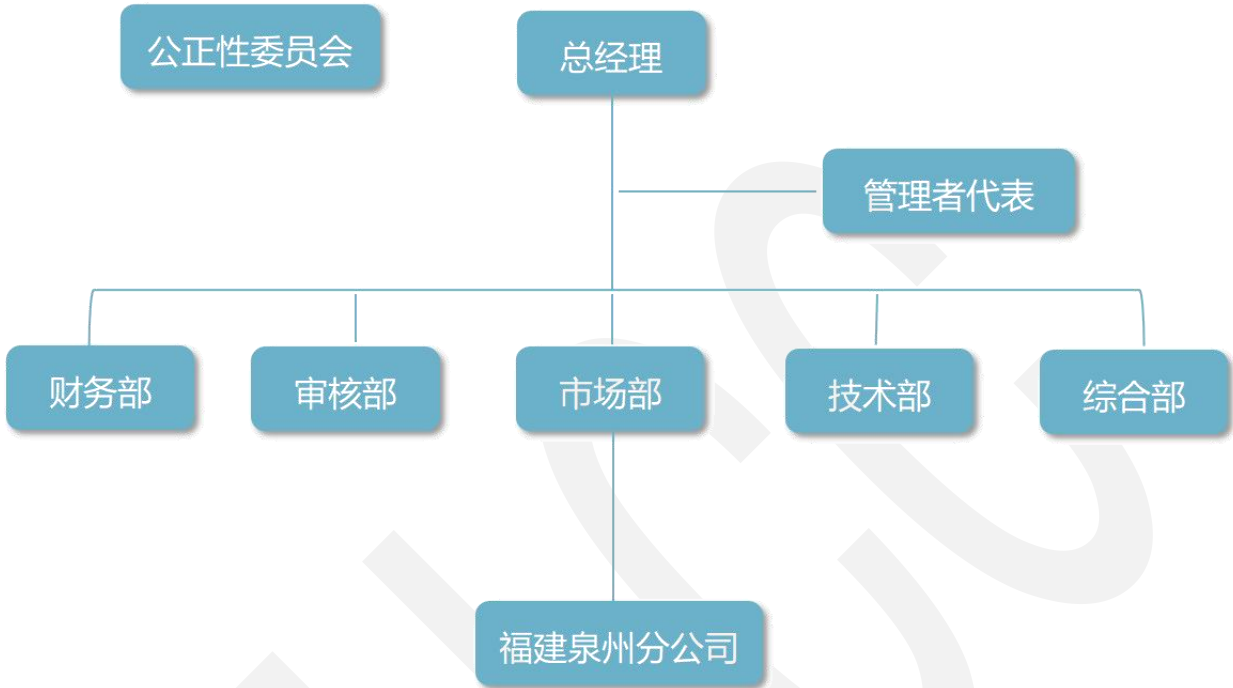 公正性委员会
总经理
管理者代表
财务部
审核部
市场部
技术部
综合部
福建泉州分公司